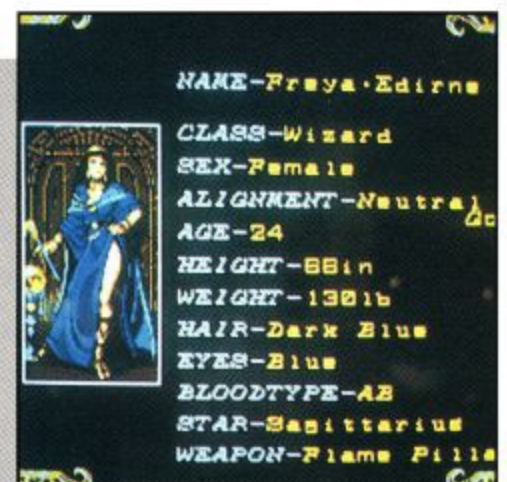 NAME-Freya·Edirne
CLASS-Wizard
SEX-Female
ALIGNMENT-Neutral
AGE-24
HEIGHT-66in
WEIGHT-130lb
HAIR-Dark Blue
EYES-Blue
BLOODTYPE-AB
STAR-Sagittarius
WEAPON-Flame Pilla